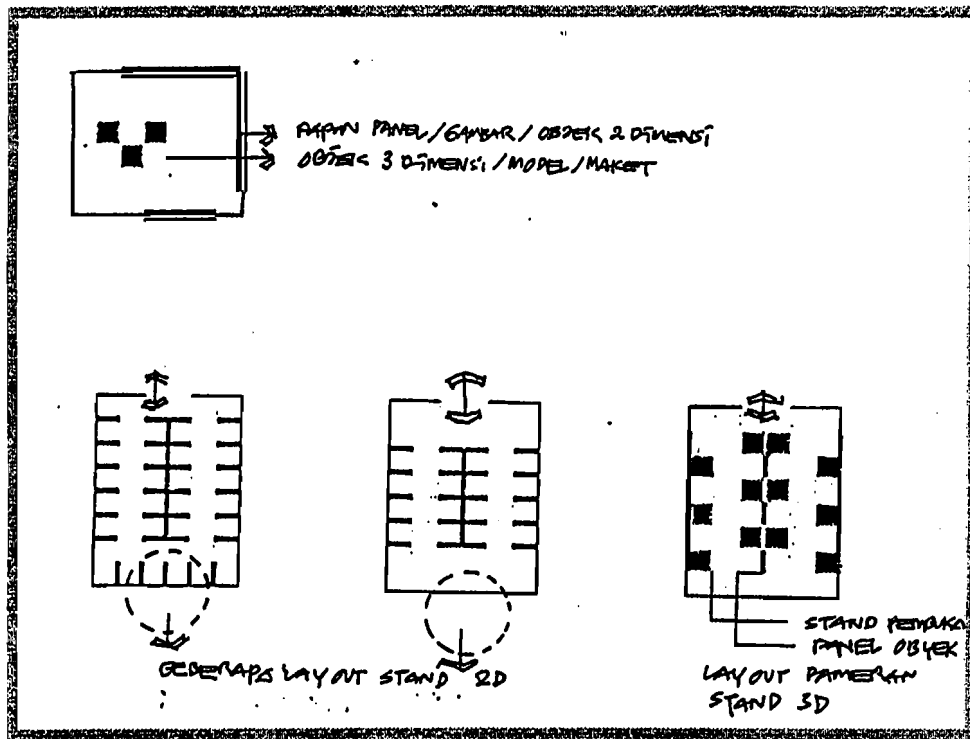 PAPAN PANEL/GAMBAR/OBJEK 2 DIMENSI
OBJEK 3 DIMENSI/MODEL/MAKET
BEBERAPA LAYOUT STAND 2D
STAND PEMBUKA
PANEL OBYEK
LAYOUT PAMERAN
STAND 3D